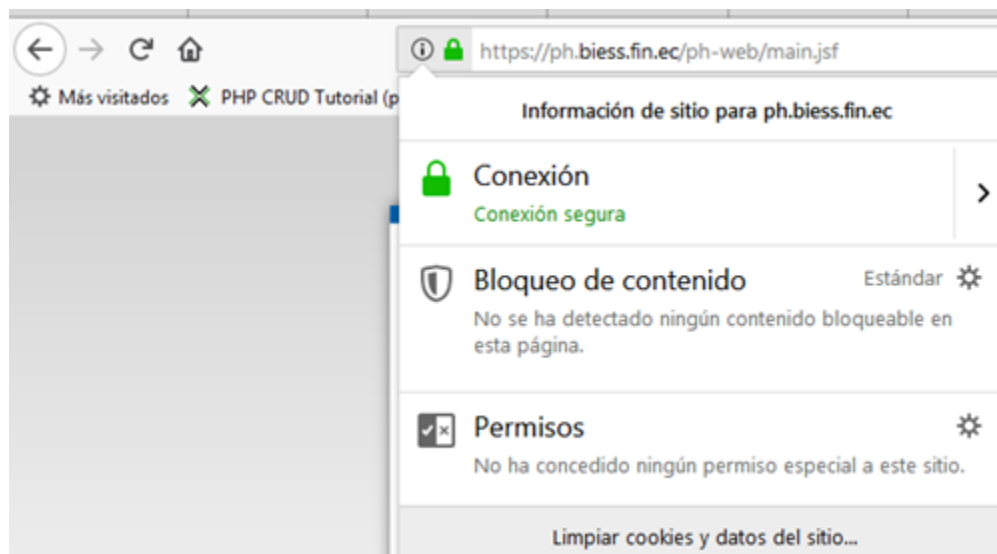 https://ph.biess.fin.ec/ph-web/main.jsf
Más visitados PHP CRUD Tutorial (p
Información de sitio para ph.biess.fin.ec
Conexión
Conexión segura
Bloqueo de contenido Estándar
No se ha detectado ningún contenido bloqueable en
esta página.
Permisos
No ha concedido ningún permiso especial a este sitio.
Limpiar cookies y datos del sitio...